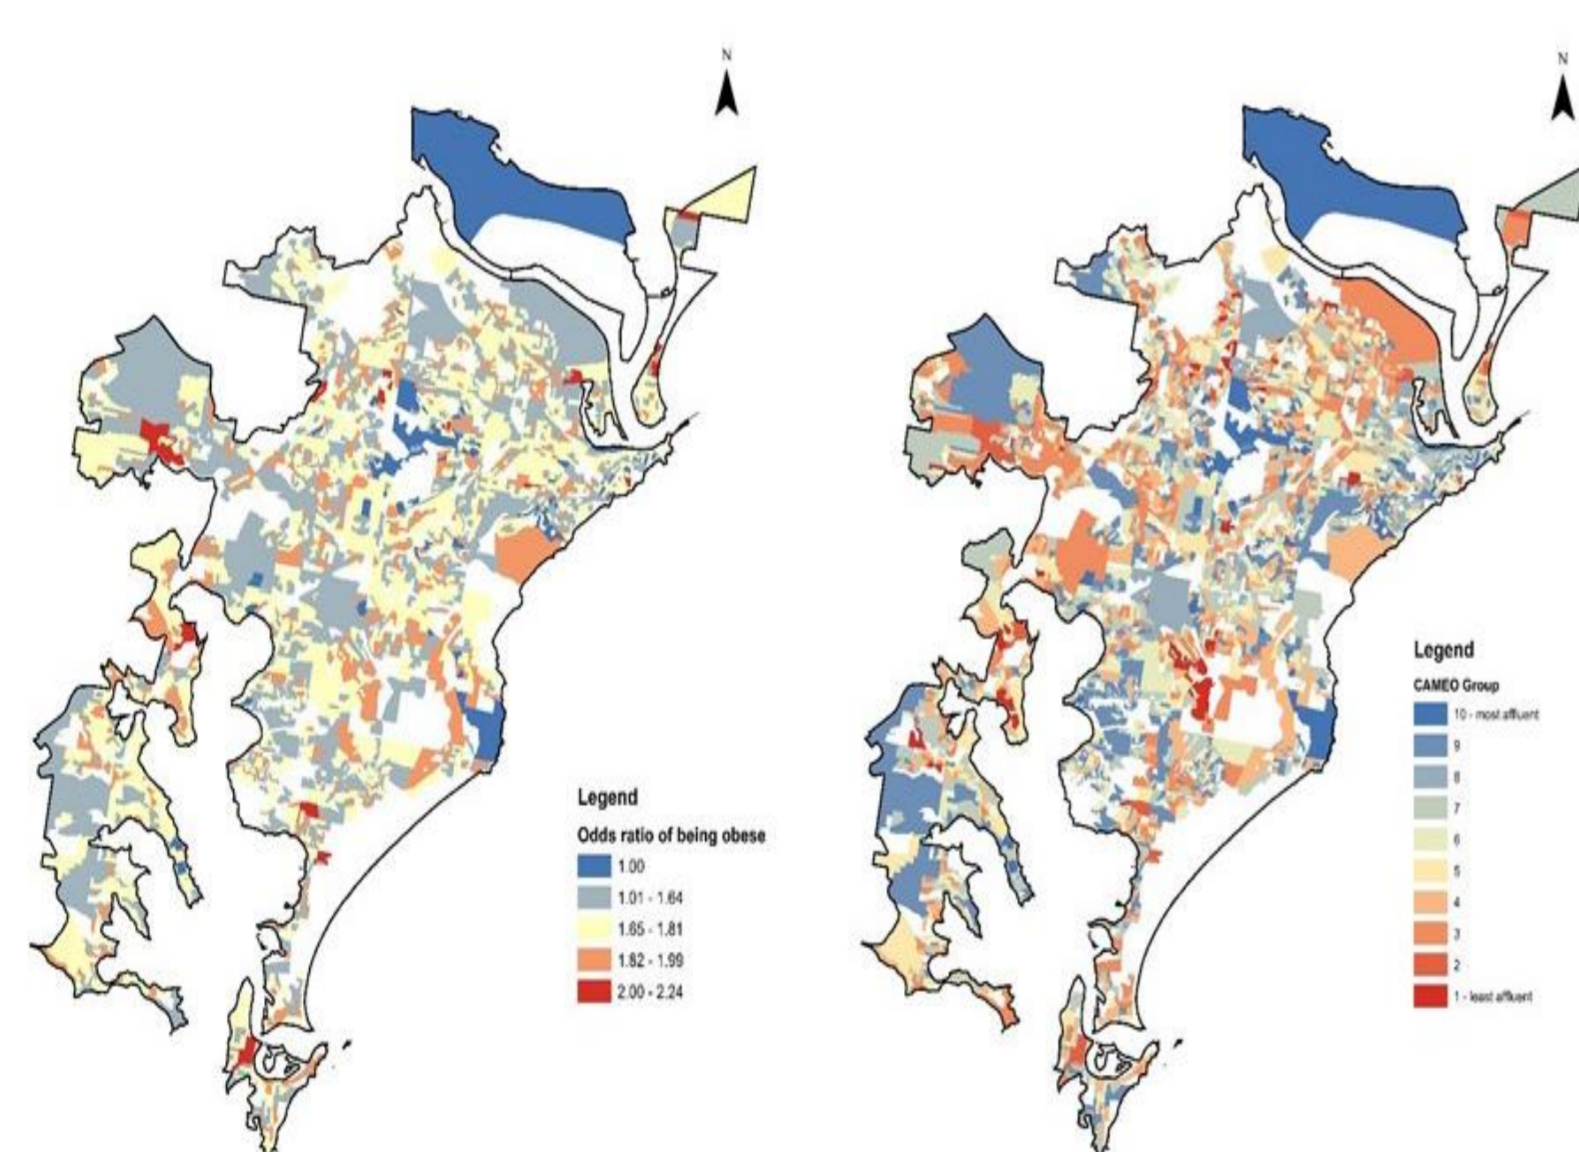 N
N
Legend
Odds ratio of being obese
1.00
1.01 - 1.64
1.65 - 1.81
1.82 - 1.99
2.00 - 2.24
Legend
CAMEO Group
10 - most affluent
9
8
7
6
5
4
3
2
1 - least affluent